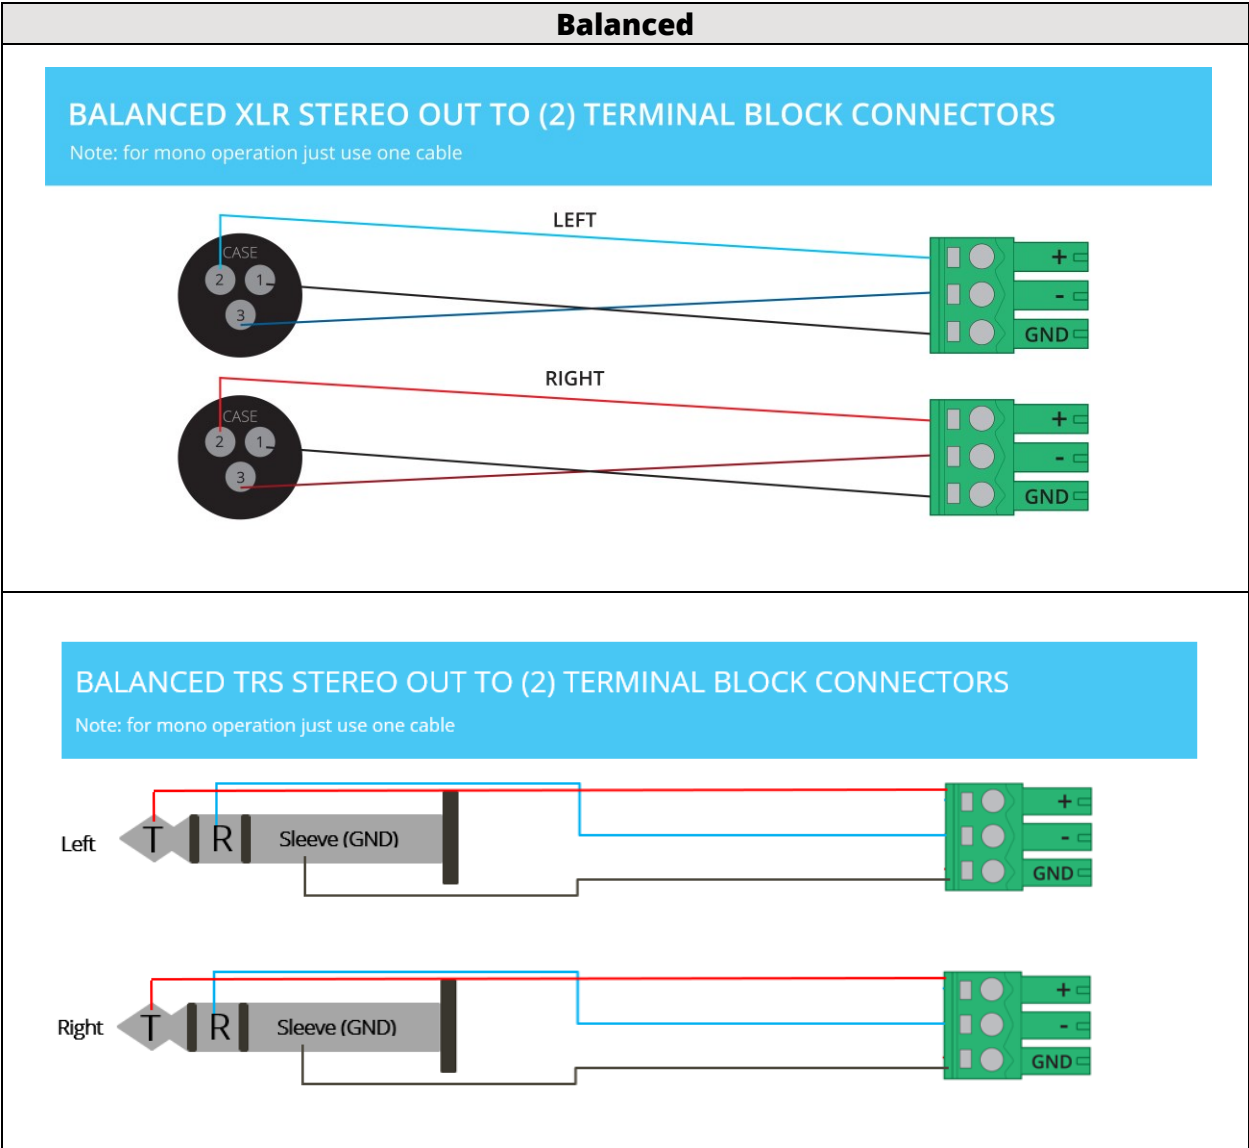 Balanced
BALANCED XLR STEREO OUT TO (2) TERMINAL BLOCK CONNECTORS
Note: for mono operation just use one cable
LEFT
CASE
2 1
3
+
-
GND
RIGHT
CASE
2 1
3
+
-
GND
BALANCED TRS STEREO OUT TO (2) TERMINAL BLOCK CONNECTORS
Note: for mono operation just use one cable
Left
T R Sleeve (GND)
+
-
GND
Right
T R Sleeve (GND)
+
-
GND